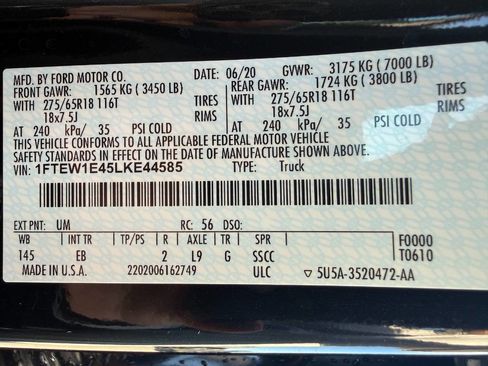 MFD. BY FORD MOTOR CO. DATE: 06/20 GVWR: 3175 KG ( 7000 LB)
FRONT GAWR: 1565 KG ( 3450 LB) REAR GAWR: 1724 KG ( 3800 LB)
WITH 275/65R18 116T TIRES WITH 275/65R18 116T TIRES
18x7.5J RIMS 18x7.5J RIMS
AT 240 kPa/ 35 PSI COLD AT 240 kPa/ 35 PSI COLD
THIS VEHICLE CONFORMS TO ALL APPLICABLE FEDERAL MOTOR VEHICLE
SAFETY STANDARDS IN EFFECT ON THE DATE OF MANUFACTURE SHOWN ABOVE.
VIN: 1FTEW1E45LKE44585 TYPE: Truck
EXT PNT: UM RC: 56 DSO: F0000
WB INT TR TP/PS R AXLE TR SPR T0610
145 EB 2 L9 G SSCC
MADE IN U.S.A. 2202006162749 ULC ▽ 5U5A-3520472-AA